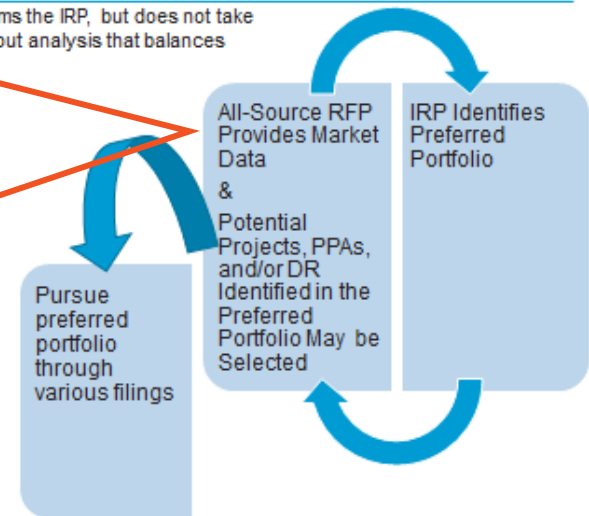 ms the IRP, but does not take
out analysis that balances
All-Source RFP
Provides Market
Data
&
Potential
Projects, PPAs,
and/or DR
Identified in the
Preferred
Portfolio May be
Selected
IRP Identifies
Preferred
Portfolio
Pursue
preferred
portfolio
through
various filings